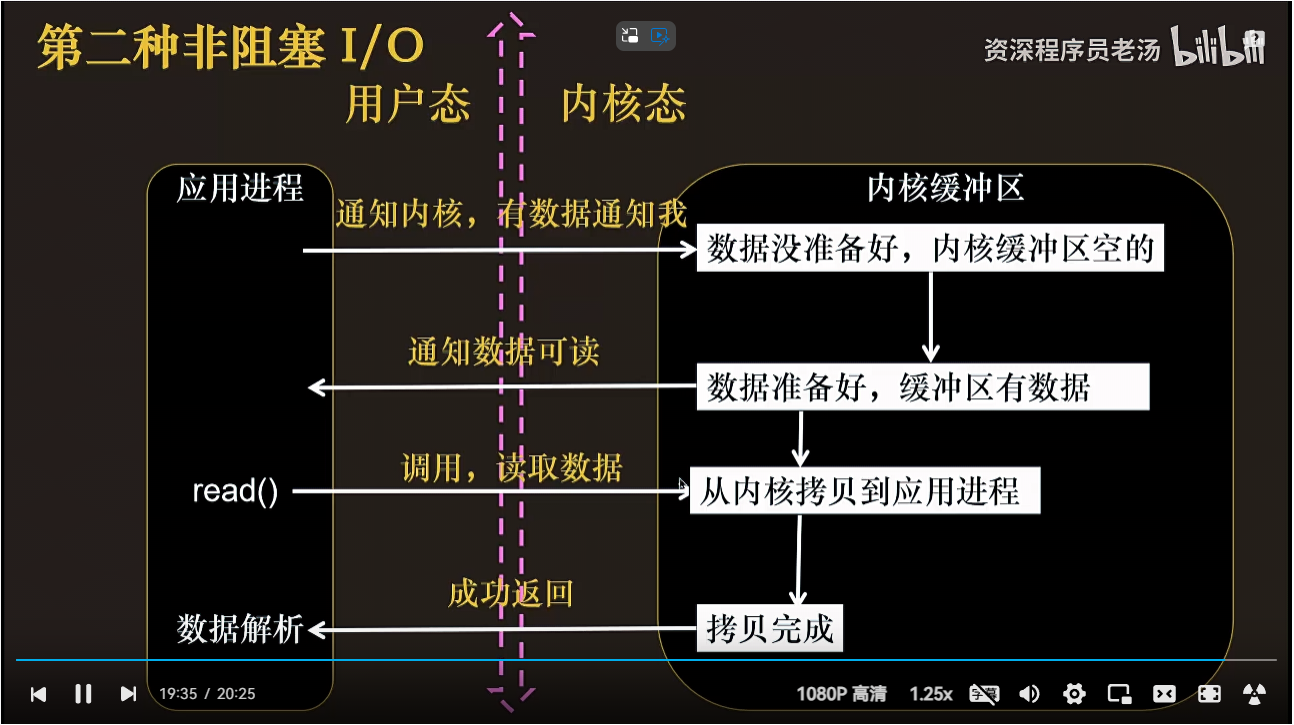 第二种非阻塞 I/O
资深程序员老汤 bilibili
用户态 内核态
应用进程
内核缓冲区
通知内核，有数据通知我
数据没准备好，内核缓冲区空的
通知数据可读
数据准备好，缓冲区有数据
调用，读取数据
read()
从内核拷贝到应用进程
成功返回
数据解析
拷贝完成
19:35 / 20:25
1080P 高清 1.25x 字幕